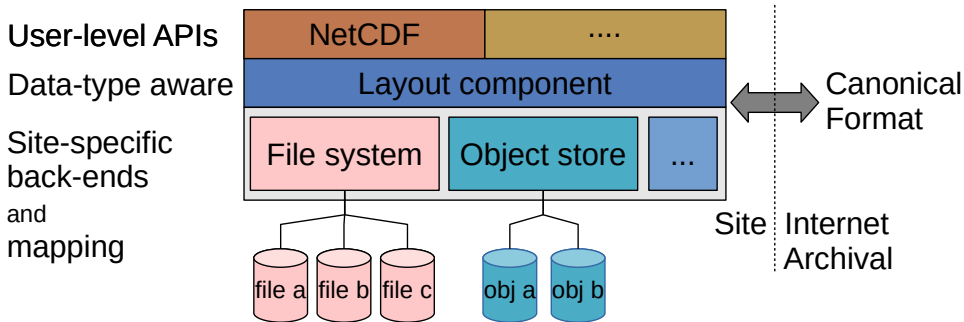 User-level APIs
NetCDF
....
Data-type aware
Layout component
Canonical
Format
Site-specific
back-ends
and
mapping
File system
Object store
...
Site
Internet
Archival
file a
file b
file c
obj a
obj b